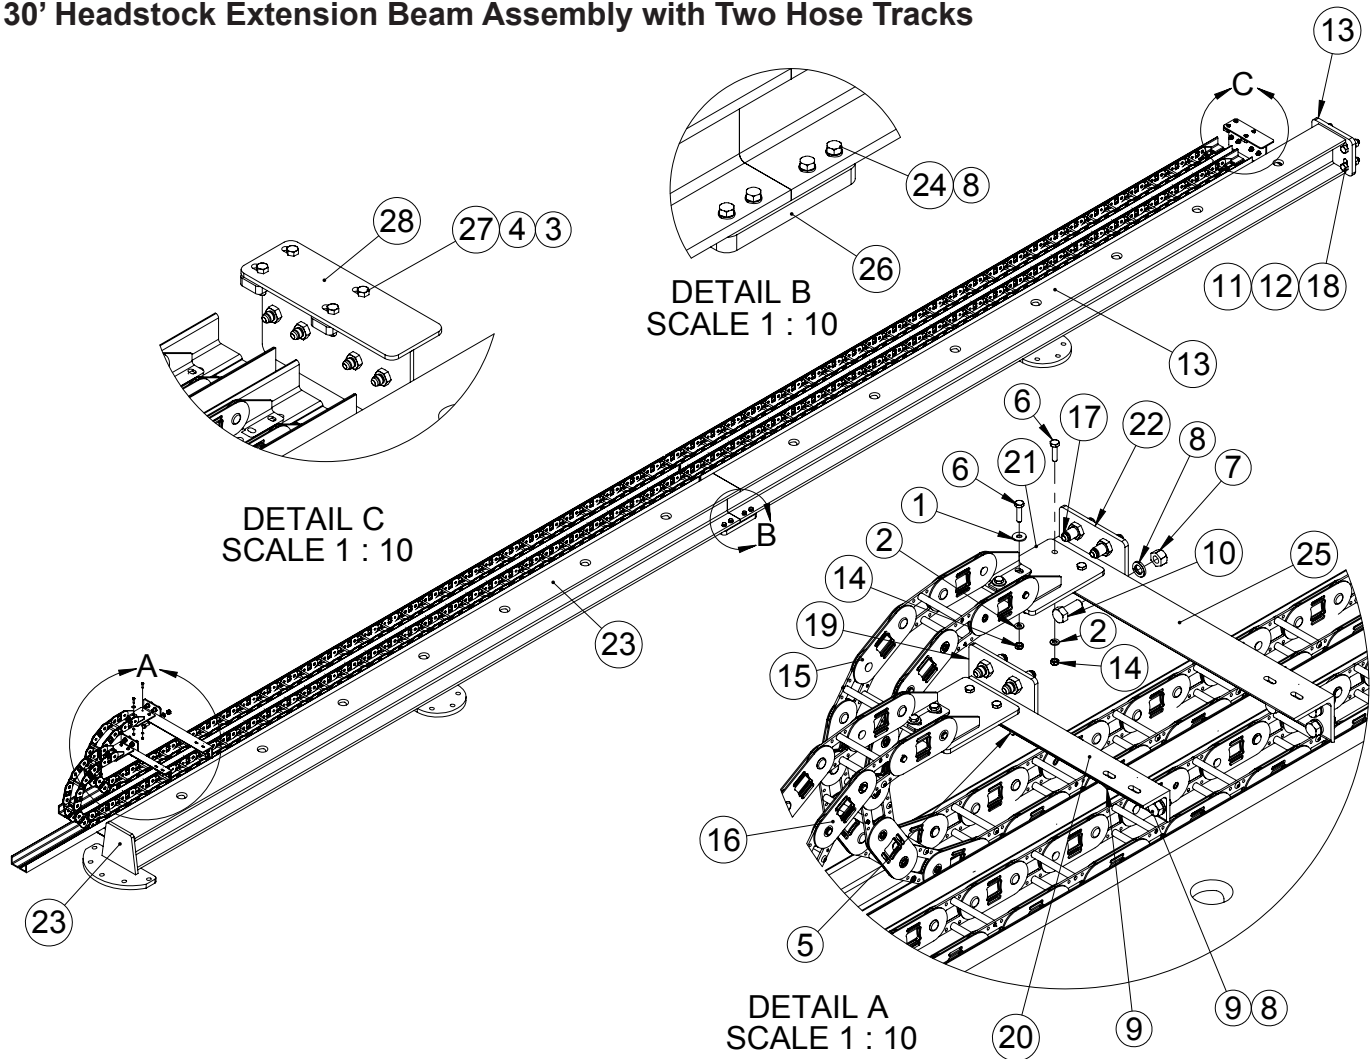 30’ Headstock Extension Beam Assembly with Two Hose Tracks
13
C
24 8
26
DETAIL B
SCALE 1 : 10
28
27 4 3
11 12 18
13
DETAIL C
SCALE 1 : 10
6
17
22
8
7
21
6
1
2
14
10
25
B
19
15
2
14
23
A
16
5
23
20
9
9 8
DETAIL A
SCALE 1 : 10